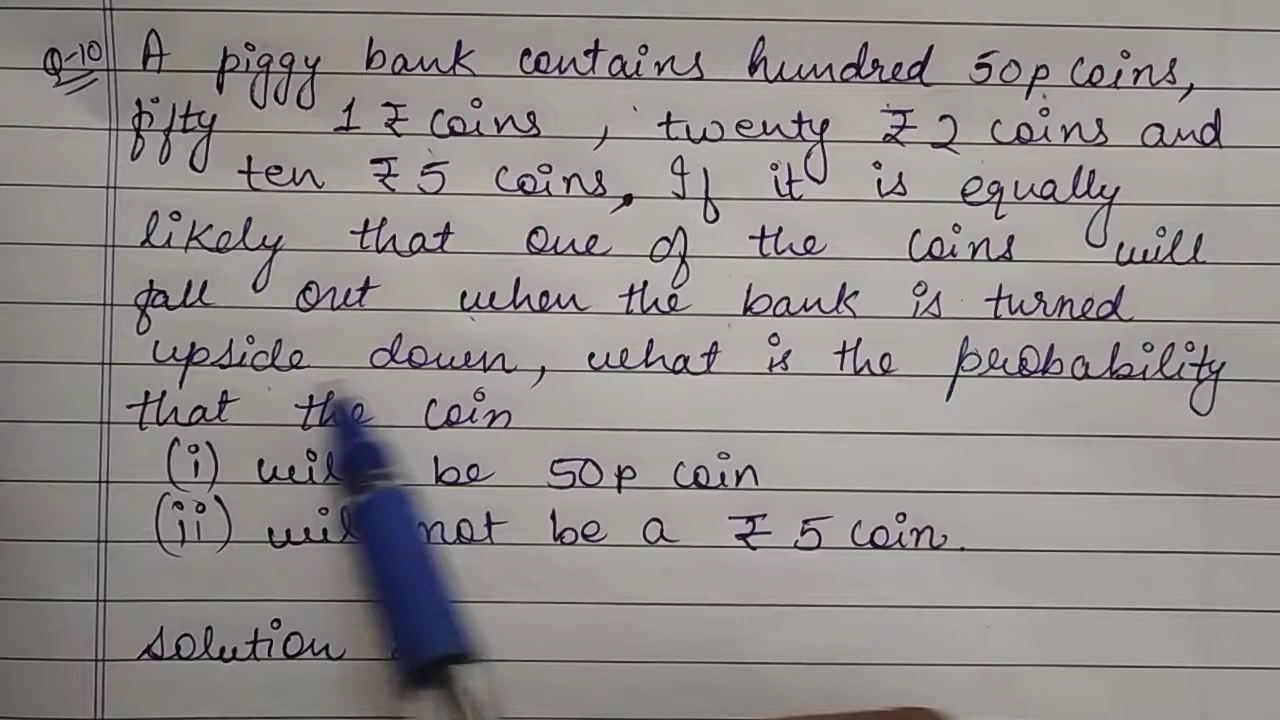 Q-10 A piggy bank contains hundred 50p coins,
fifty 1 ₹ coins, twenty ₹ 2 coins and
ten ₹ 5 coins. If it is equally
likely that one of the coins will
fall out when the bank is turned
upside down, what is the probability
that the coin
(i) will be 50p coin
(ii) will not be a ₹ 5 coin.
solution